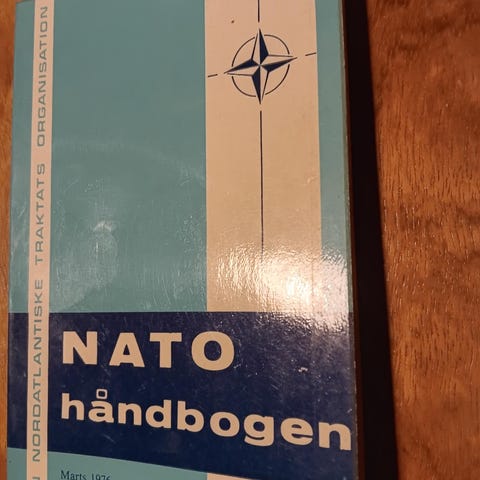 NORDATLANTISKE TRAKTATS ORGANISATION
NATO
håndbogen
Marts 1976